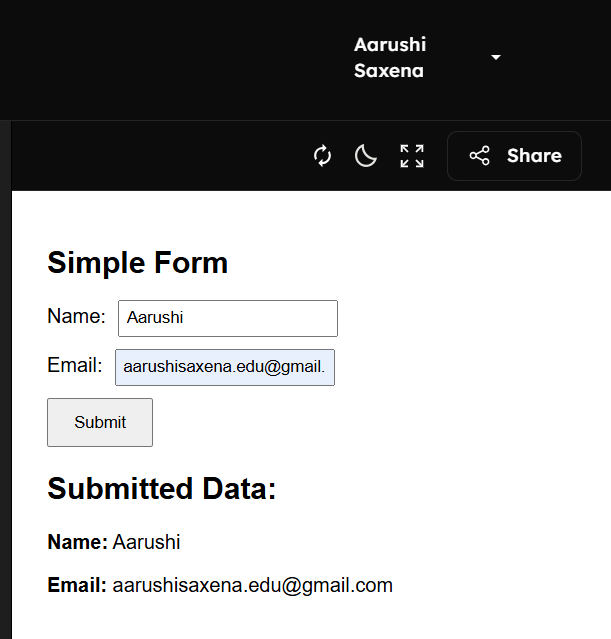 Aarushi
Saxena
Share
Simple Form
Name: Aarushi
Email: aarushisaxena.edu@gmail.
Submit
Submitted Data:
Name: Aarushi
Email: aarushisaxena.edu@gmail.com